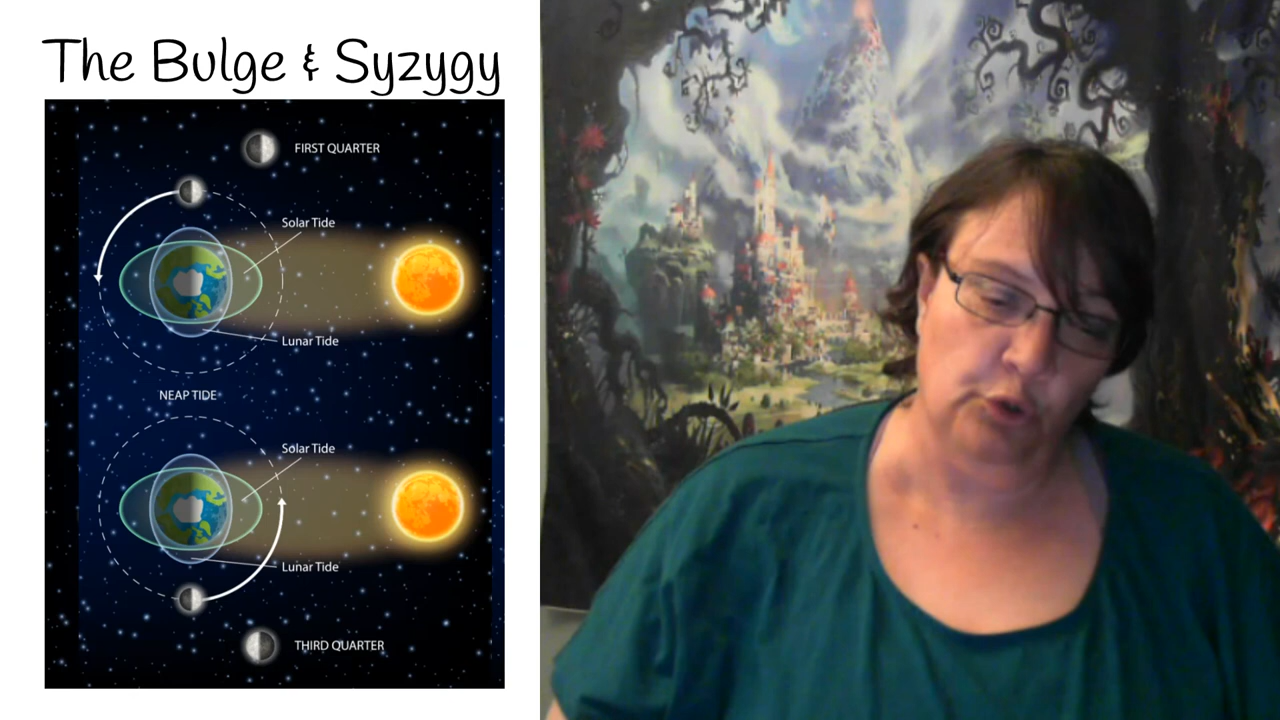 The Bulge & Syzygy
FIRST QUARTER
Solar Tide
Lunar Tide
NEAP TIDE
Solar Tide
Lunar Tide
THIRD QUARTER